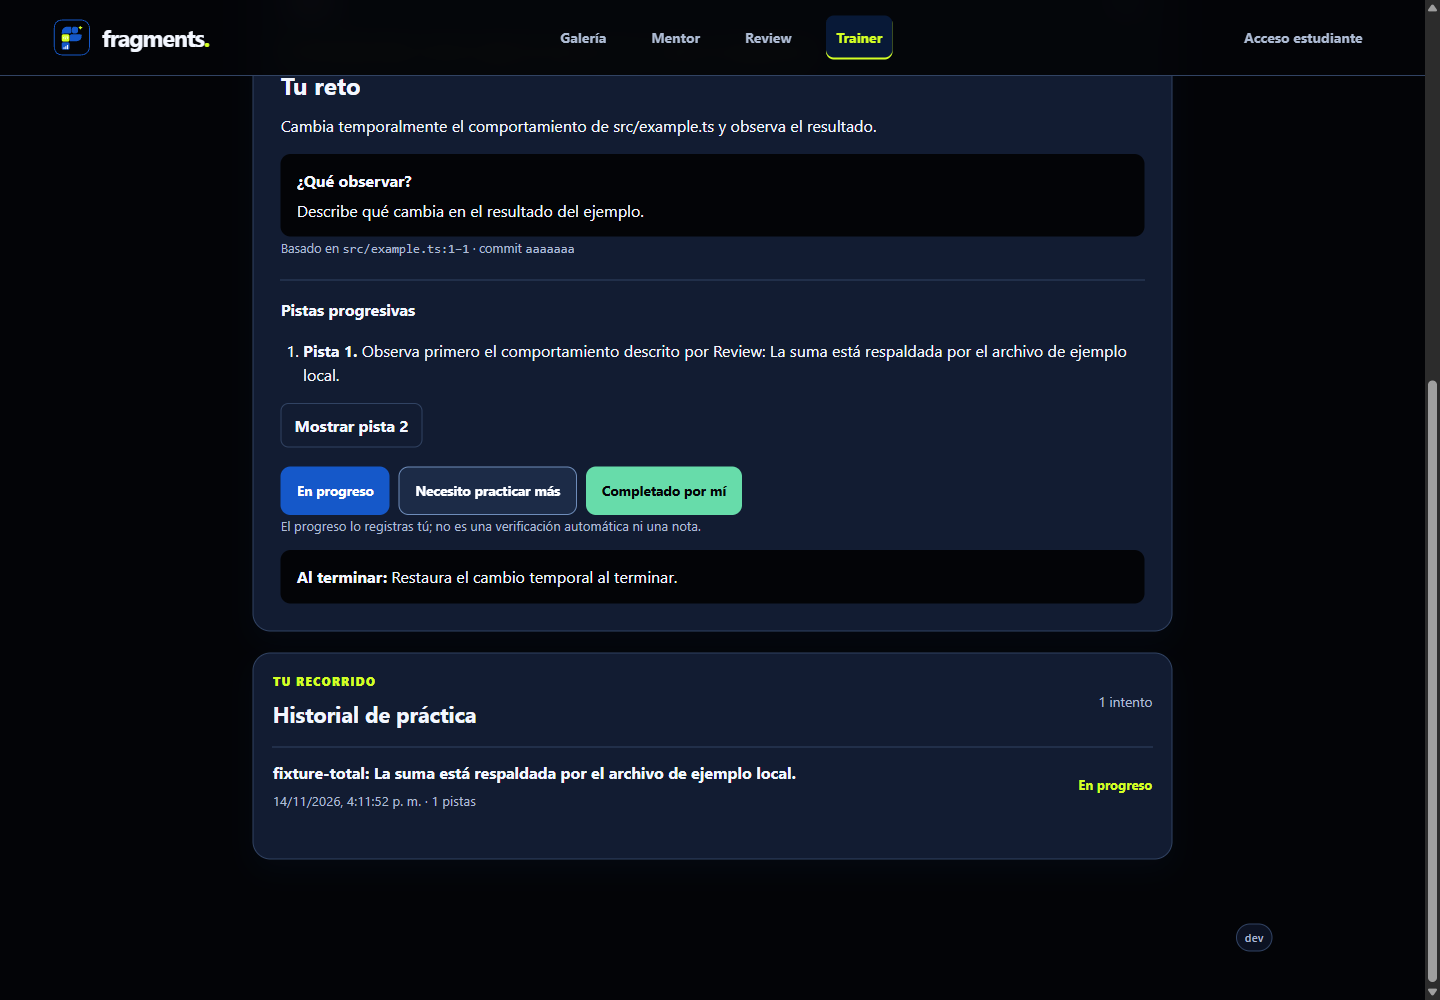 fragments.
Galería
Mentor
Review
Trainer
Acceso estudiante
Tu reto
Cambia temporalmente el comportamiento de src/example.ts y observa el resultado.
¿Qué observar?
Describe qué cambia en el resultado del ejemplo.
Basado en src/example.ts:1–1 · commit aaaaaaa
Pistas progresivas
1. Pista 1. Observa primero el comportamiento descrito por Review: La suma está respaldada por el archivo de ejemplo
local.
Mostrar pista 2
En progreso
Necesito practicar más
Completado por mí
El progreso lo registras tú; no es una verificación automática ni una nota.
Al terminar: Restaura el cambio temporal al terminar.
TU RECORRIDO
Historial de práctica
1 intento
fixture-total: La suma está respaldada por el archivo de ejemplo local.
14/11/2026, 4:11:52 p. m. · 1 pistas
En progreso
dev